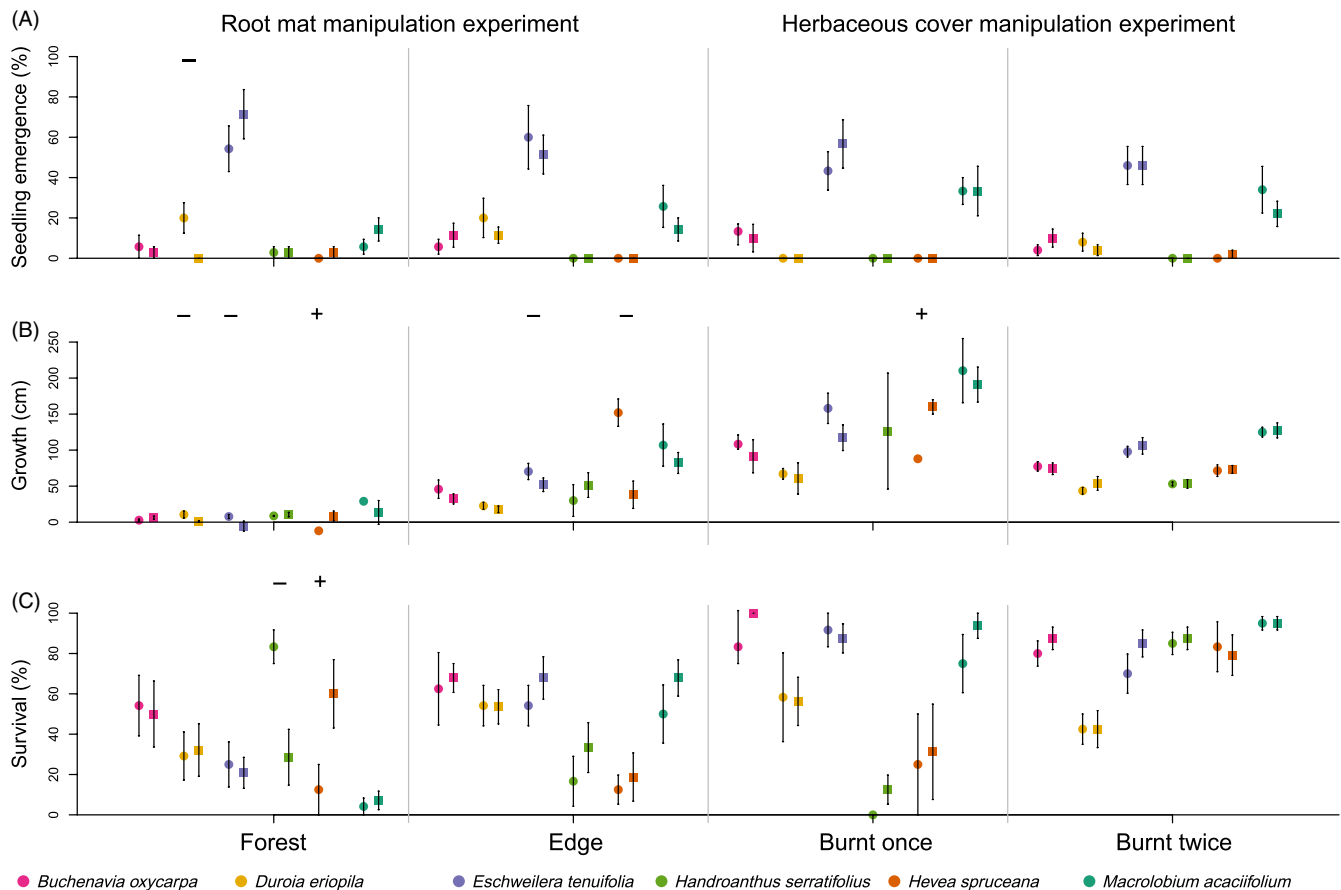 (A)
Root mat manipulation experiment
Herbaceous cover manipulation experiment
Seedling emergence (%)
100
80
60
40
20
0
–
(B)
– – + – – +
Growth (cm)
250
200
150
100
50
0
(C)
– +
Survival (%)
100
80
60
40
20
0
Forest Edge Burnt once Burnt twice
Buchenavia oxycarpa Duroia eriopila Eschweilera tenuifolia Handroanthus serratifolius Hevea spruceana Macrolobium acaciifolium